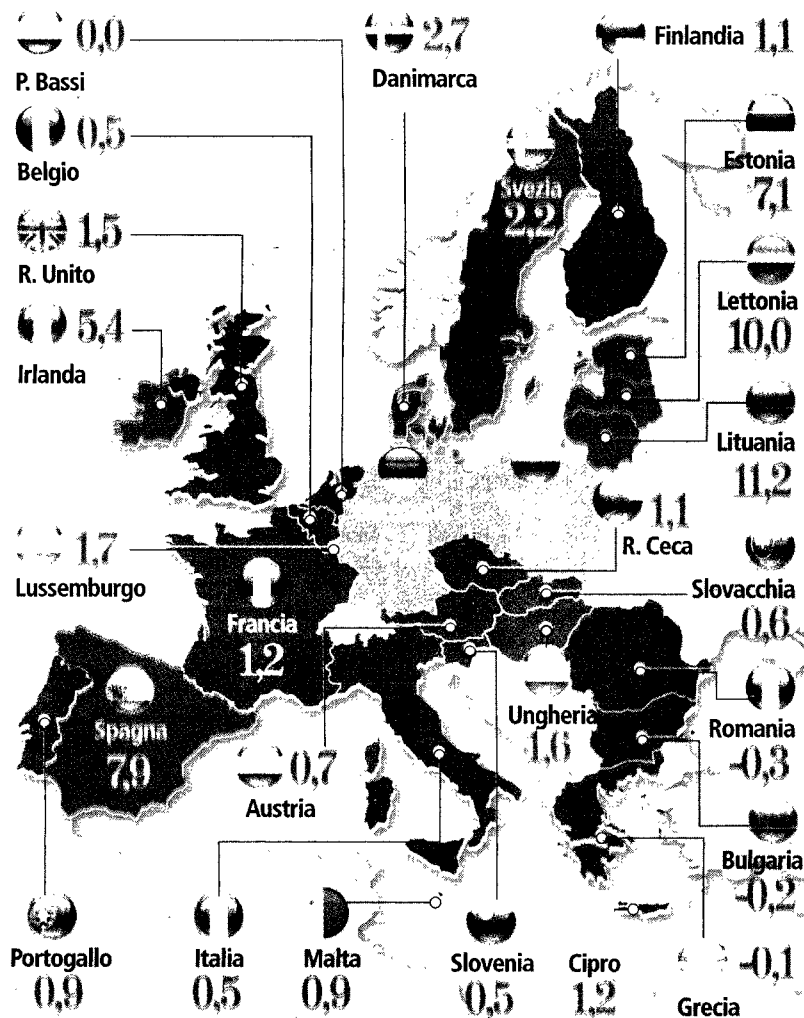 0,0
P. Bassi
2,7
Danimarca
Finlandia 1,1
0,5
Belgio
Estonia
7,1
Svezia
2,2
1,5
R. Unito
Lettonia
10,0
5,4
Irlanda
Lituania
11,2
1,7
Lussemburgo
1,1
R. Ceca
Slovacchia
0,6
Francia
1,2
Spagna
7,9
Ungheria
1,6
Romania
-0,3
0,7
Austria
Bulgaria
-0,2
Portogallo
0,9
Italia
0,5
Malta
0,9
Slovenia
0,5
Cipro
1,2
-0,1
Grecia